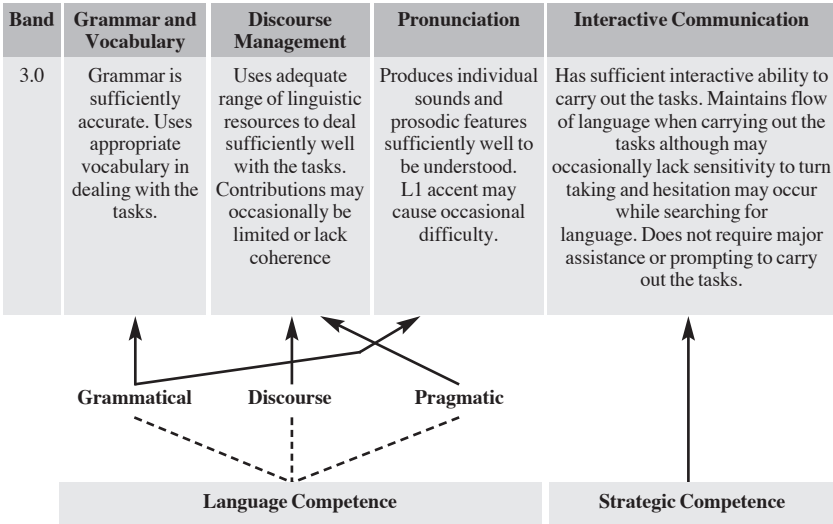 Band
Grammar and
Vocabulary
Discourse
Management
Pronunciation
Interactive Communication
3.0
Grammar is
sufficiently
accurate. Uses
appropriate
vocabulary in
dealing with the
tasks.
Uses adequate
range of linguistic
resources to deal
sufficiently well
with the tasks.
Contributions may
occasionally be
limited or lack
coherence
Produces individual
sounds and
prosodic features
sufficiently well to
be understood.
L1 accent may
cause occasional
difficulty.
Has sufficient interactive ability to
carry out the tasks. Maintains flow
of language when carrying out the
tasks although may
occasionally lack sensitivity to turn
taking and hesitation may occur
while searching for
language. Does not require major
assistance or prompting to carry
out the tasks.
Grammatical
Discourse
Pragmatic
Language Competence
Strategic Competence